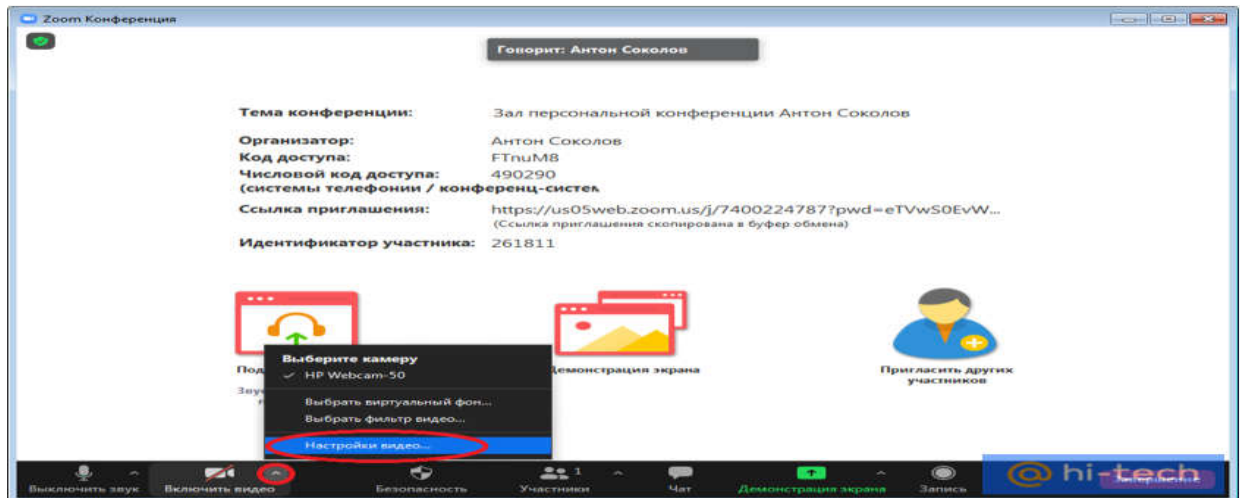 Zoom Конференция
Говорит: Антон Соколов
Тема конференции: Зал персональной конференции Антон Соколов
Организатор: Антон Соколов
Код доступа: FTnuM8
Числовой код доступа: 490290
(системы телефонии / конференц-систем
Ссылка приглашения: https://us05web.zoom.us/j/7400224787?pwd=eTVwS0EvW...
(Ссылка приглашения скопирована в буфер обмена)
Идентификатор участника: 261811
Выберите камеру
HP Webcam-50
Выбрать виртуальный фон...
Выбрать фильтр видео...
Настройки видео...
Демонстрация экрана
Пригласить других
участников
1
Выключить звук Включить видео Безопасность Участники Чат Демонстрация экрана Запись Завершение
@ hi-tech